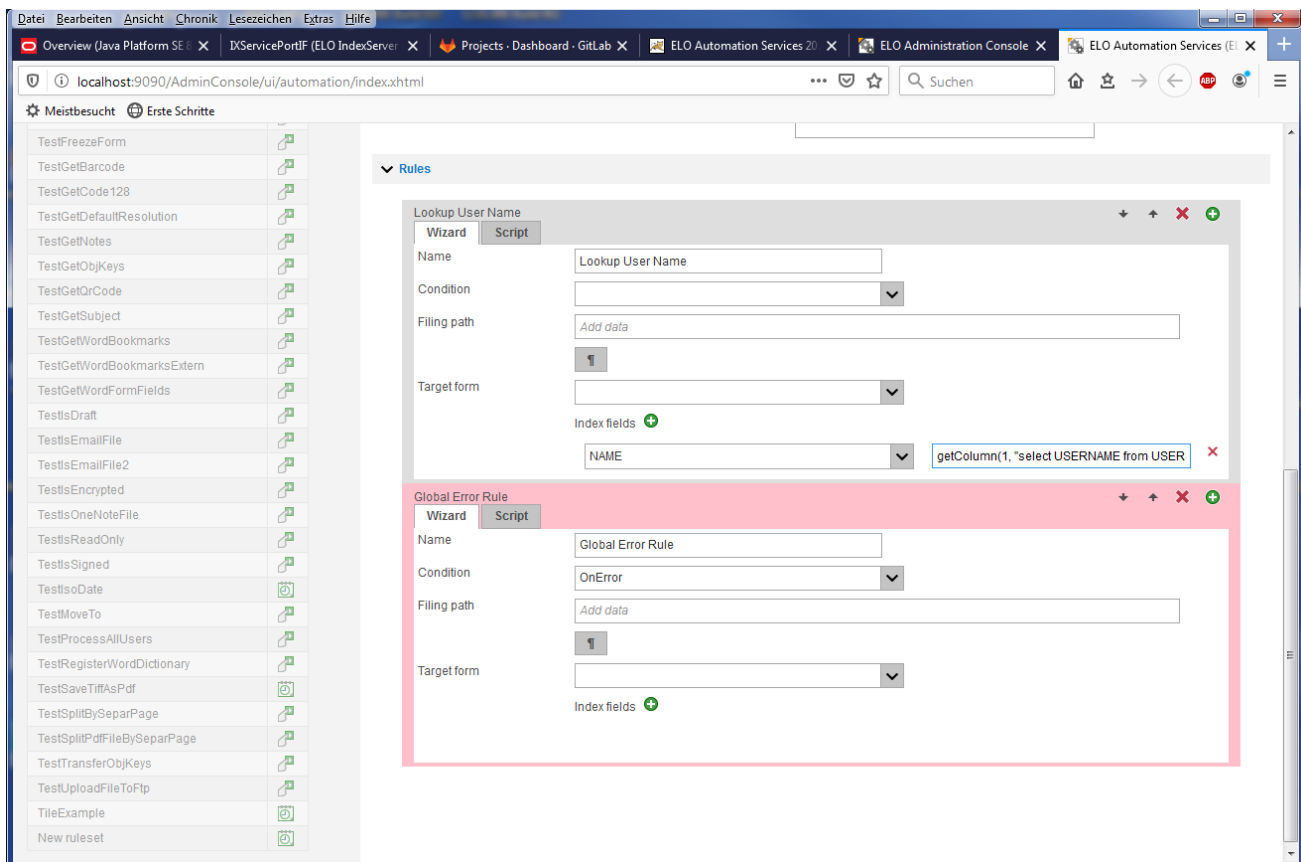 Datei Bearbeiten Ansicht Chronik Lesezeichen Extras Hilfe
Overview (Java Platform SE 8 IXServicePortIF (ELO IndexServer Projects · Dashboard · GitLab ELO Automation Services 20 ELO Administration Console ELO Automation Services (EL
localhost:9090/AdminConsole/ui/automation/index.xhtml Suchen ABP
Meistbesucht Erste Schritte
TestFreezeForm
TestGetBarcode
TestGetCode128
TestGetDefaultResolution
TestGetNotes
TestGetObjKeys
TestGetQrCode
TestGetSubject
TestGetWordBookmarks
TestGetWordBookmarksExtern
TestGetWordFormFields
TestIsDraft
TestIsEmailFile
TestIsEmailFile2
TestIsEncrypted
TestIsOneNoteFile
TestIsReadOnly
TestIsSigned
TestIsoDate
TestMoveTo
TestProcessAllUsers
TestRegisterWordDictionary
TestSaveTiffAsPdf
TestSplitBySeparPage
TestSplitPdfFileBySeparPage
TestTransferObjKeys
TestUploadFileToFtp
TileExample
New ruleset
Rules
Lookup User Name
Wizard Script
Name Lookup User Name
Condition
Filing path Add data
¶
Target form
Index fields
NAME getColumn(1, "select USERNAME from USER
Global Error Rule
Wizard Script
Name Global Error Rule
Condition OnError
Filing path Add data
¶
Target form
Index fields